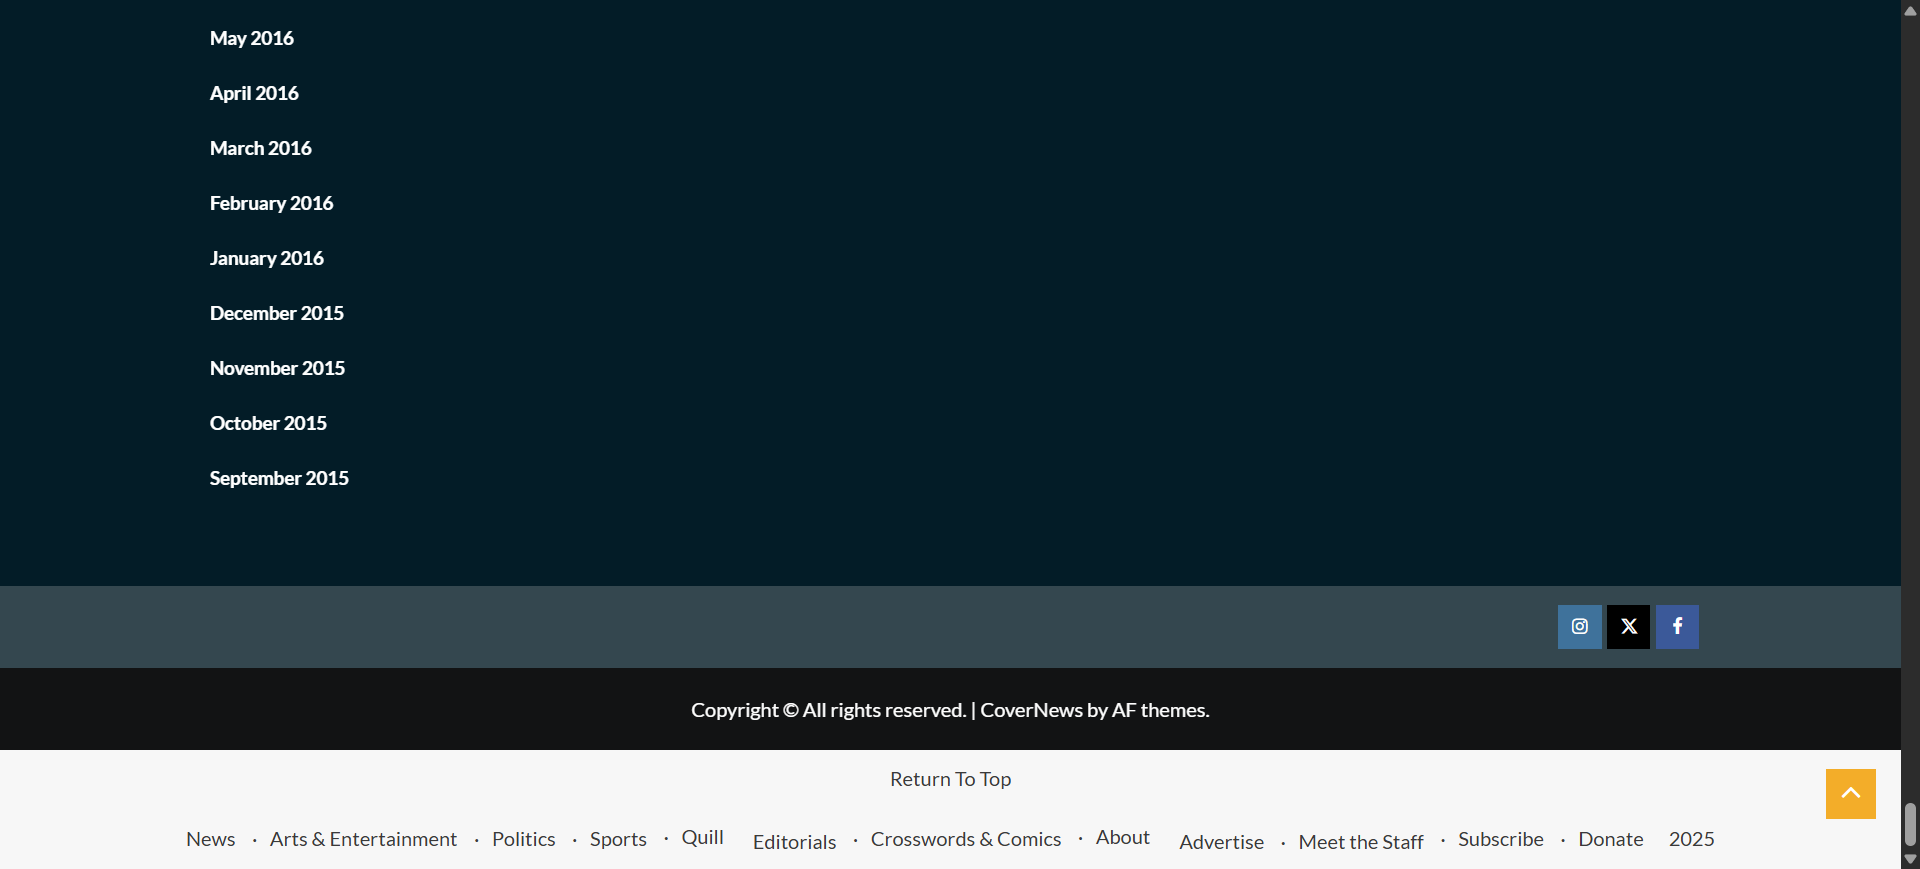 May 2016
April 2016
March 2016
February 2016
January 2016
December 2015
November 2015
October 2015
September 2015
Copyright © All rights reserved. | CoverNews by AF themes.
Return To Top
News · Arts & Entertainment · Politics · Sports · Quill Editorials · Crosswords & Comics · About Advertise · Meet the Staff · Subscribe · Donate 2025